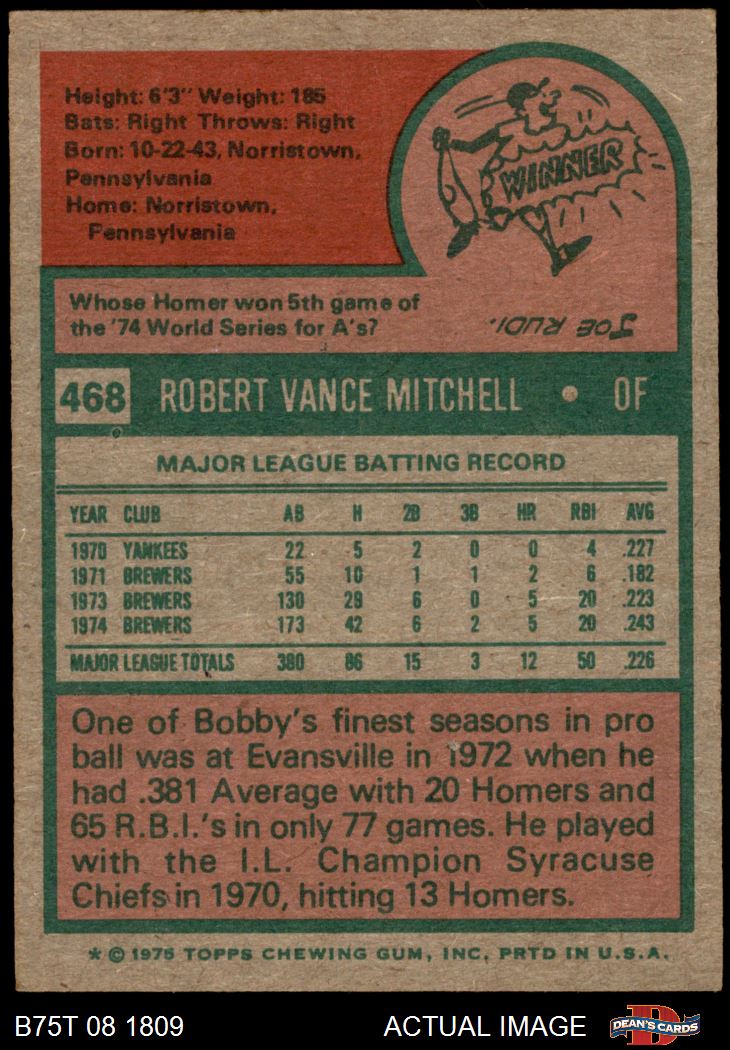 Height: 6'3" Weight: 185
Bats: Right Throws: Right
Born: 10-22-43, Norristown,
Pennsylvania
Home: Norristown,
Pennsylvania
WINNER
Whose Homer won 5th game of
the '74 World Series for A's?
JOE RUDI.
468 ROBERT VANCE MITCHELL • OF
MAJOR LEAGUE BATTING RECORD
YEAR CLUB AB H 2B 3B HR RBI AVG
1970 YANKEES 22 5 2 0 0 4 .227
1971 BREWERS 55 10 1 1 2 6 .182
1973 BREWERS 130 29 6 0 5 20 .223
1974 BREWERS 173 42 6 2 5 20 .243
MAJOR LEAGUE TOTALS 380 86 15 3 12 50 .226
One of Bobby's finest seasons in pro
ball was at Evansville in 1972 when he
had .381 Average with 20 Homers and
65 R.B.I.'s in only 77 games. He played
with the I.L. Champion Syracuse
Chiefs in 1970, hitting 13 Homers.
* © 1975 TOPPS CHEWING GUM, INC. PRTD IN U.S.A.
B75T 08 1809 ACTUAL IMAGE D DEAN'S CARDS